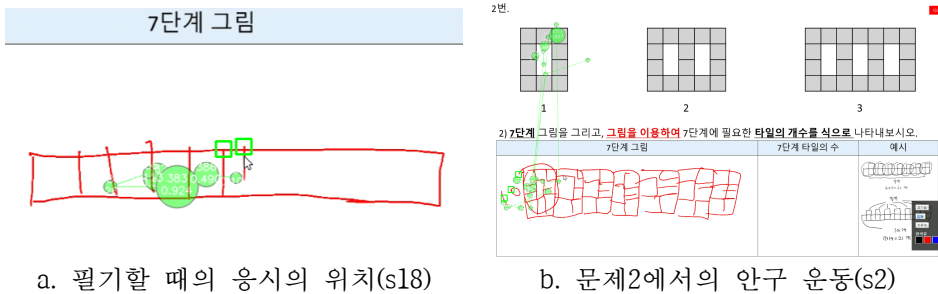 7단계 그림
.383
0.924
a. 필기할 때의 응시의 위치(s18)
2번.
1
2
3
2) 7단계 그림을 그리고, 그림을 이용하여 7단계에 필요한 타일의 개수를 식으로 나타내보시오.
7단계 그림
7단계 타일의 수
예시
b. 문제2에서의 안구 운동(s2)